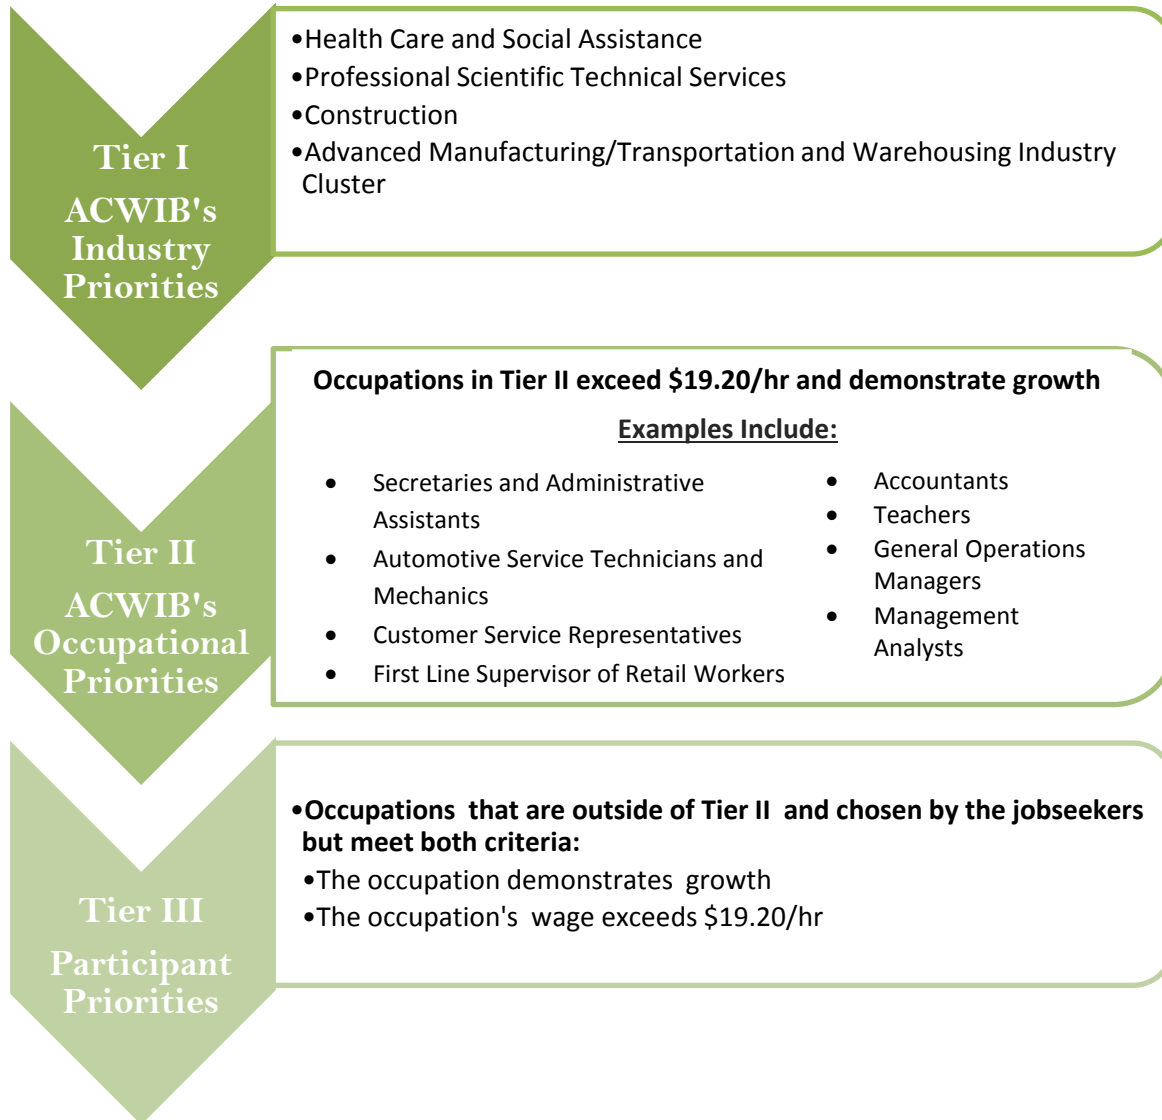 Tier I
ACWIB's
Industry
Priorities
•Health Care and Social Assistance
•Professional Scientific Technical Services
•Construction
•Advanced Manufacturing/Transportation and Warehousing Industry
Cluster
Tier II
ACWIB's
Occupational
Priorities
Occupations in Tier II exceed $19.20/hr and demonstrate growth
Examples Include:
• Secretaries and Administrative
Assistants
• Automotive Service Technicians and
Mechanics
• Customer Service Representatives
• First Line Supervisor of Retail Workers
• Accountants
• Teachers
• General Operations
Managers
• Management
Analysts
Tier III
Participant
Priorities
•Occupations that are outside of Tier II and chosen by the jobseekers
but meet both criteria:
•The occupation demonstrates growth
•The occupation's wage exceeds $19.20/hr